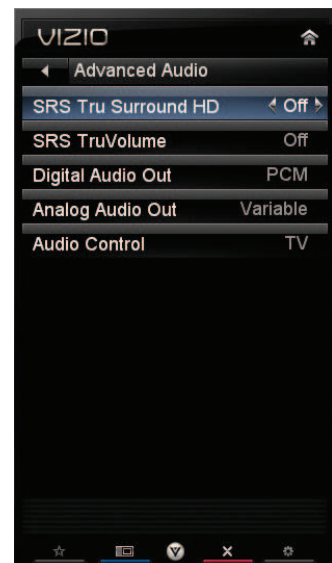 VIZIO
Advanced Audio
SRS Tru Surround HD Off
SRS TruVolume Off
Digital Audio Out PCM
Analog Audio Out Variable
Audio Control TV
V